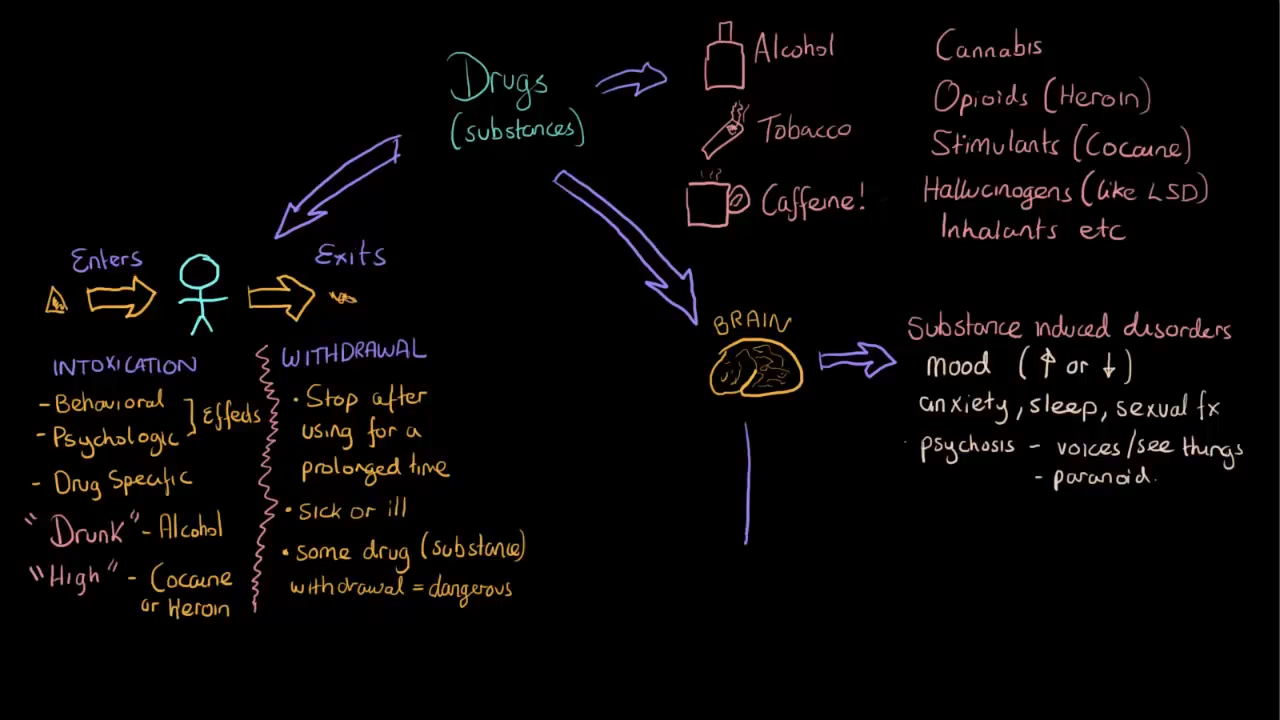 Drugs
(substances)
Alcohol
Tobacco
Caffeine!
Cannabis
Opioids (Heroin)
Stimulants (Cocaine)
Hallucinogens (like LSD)
Inhalants etc
Enters
Exits
INTOXICATION
- Behavioral
- Psychologic
Effects
- Drug Specific
"Drunk" - Alcohol
"High" - Cocaine
or Heroin
WITHDRAWAL
• Stop after
using for a
prolonged time
• Sick or ill
• some drug (substance)
withdrawal = dangerous
BRAIN
Substance induced disorders
mood (↑ or ↓)
anxiety, sleep, sexual fx
psychosis - voices/see things
- paranoid.